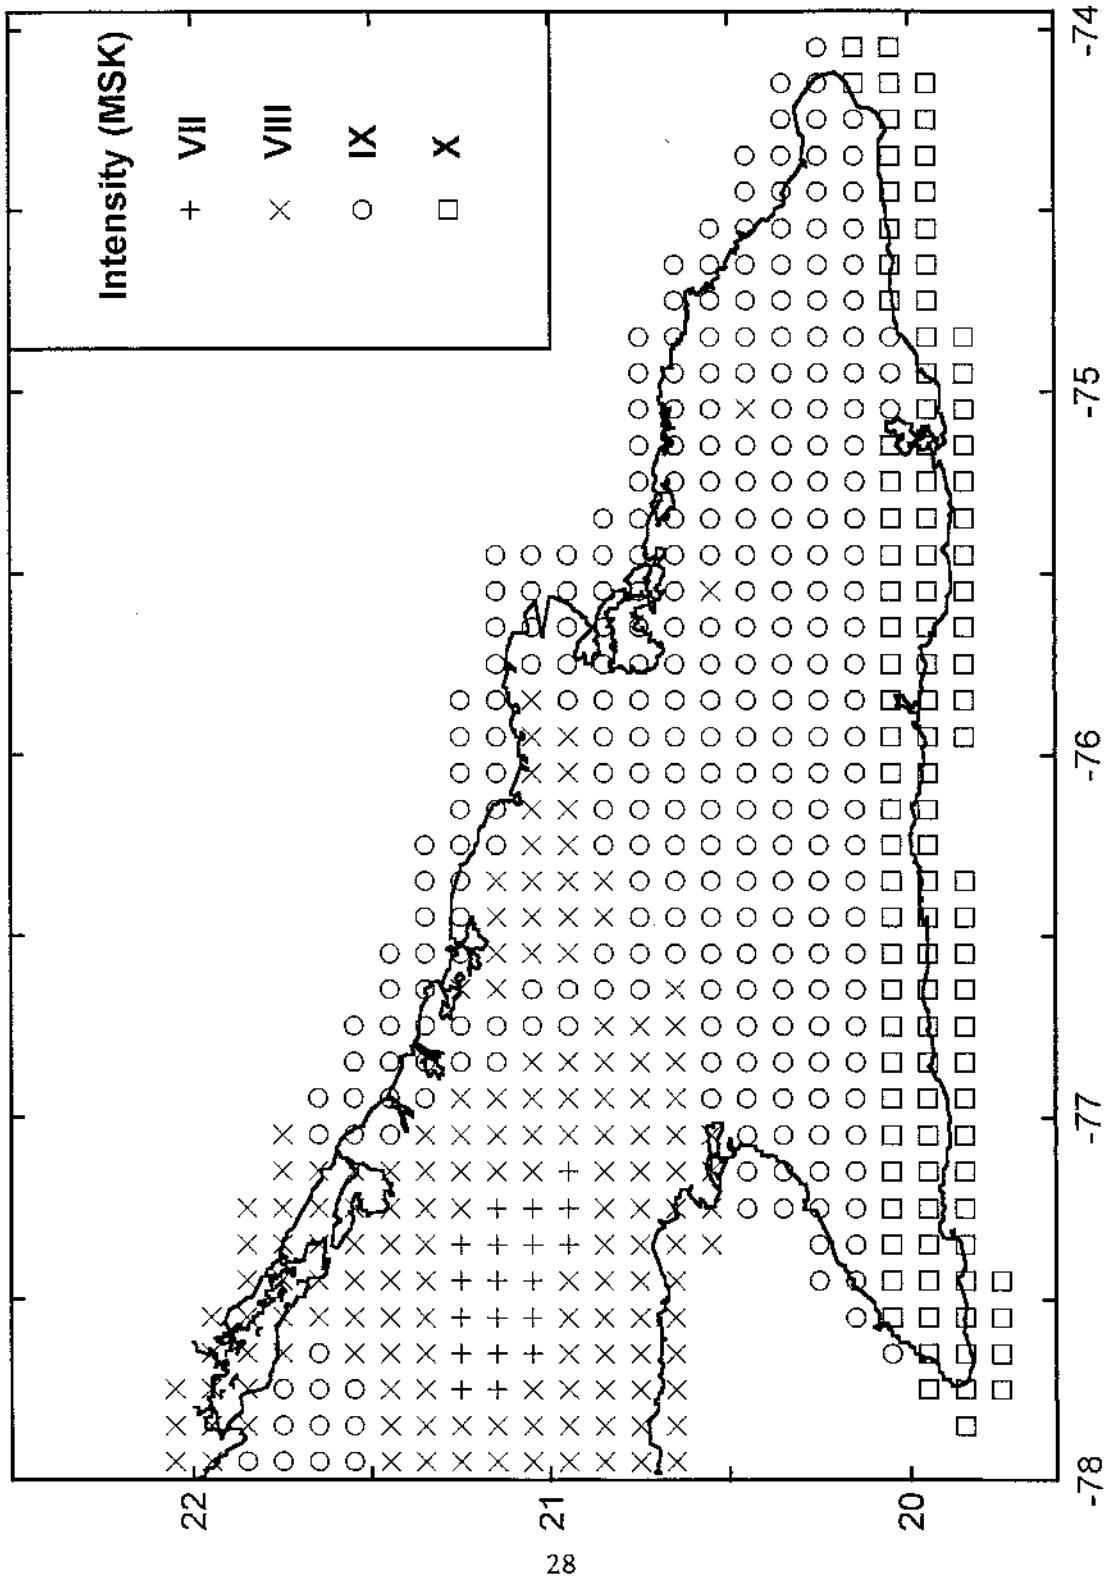 Intensity (MSK)
+ VII
× VIII
○ IX
□ X
22
21
20
-78
-77
-76
-75
-74
28